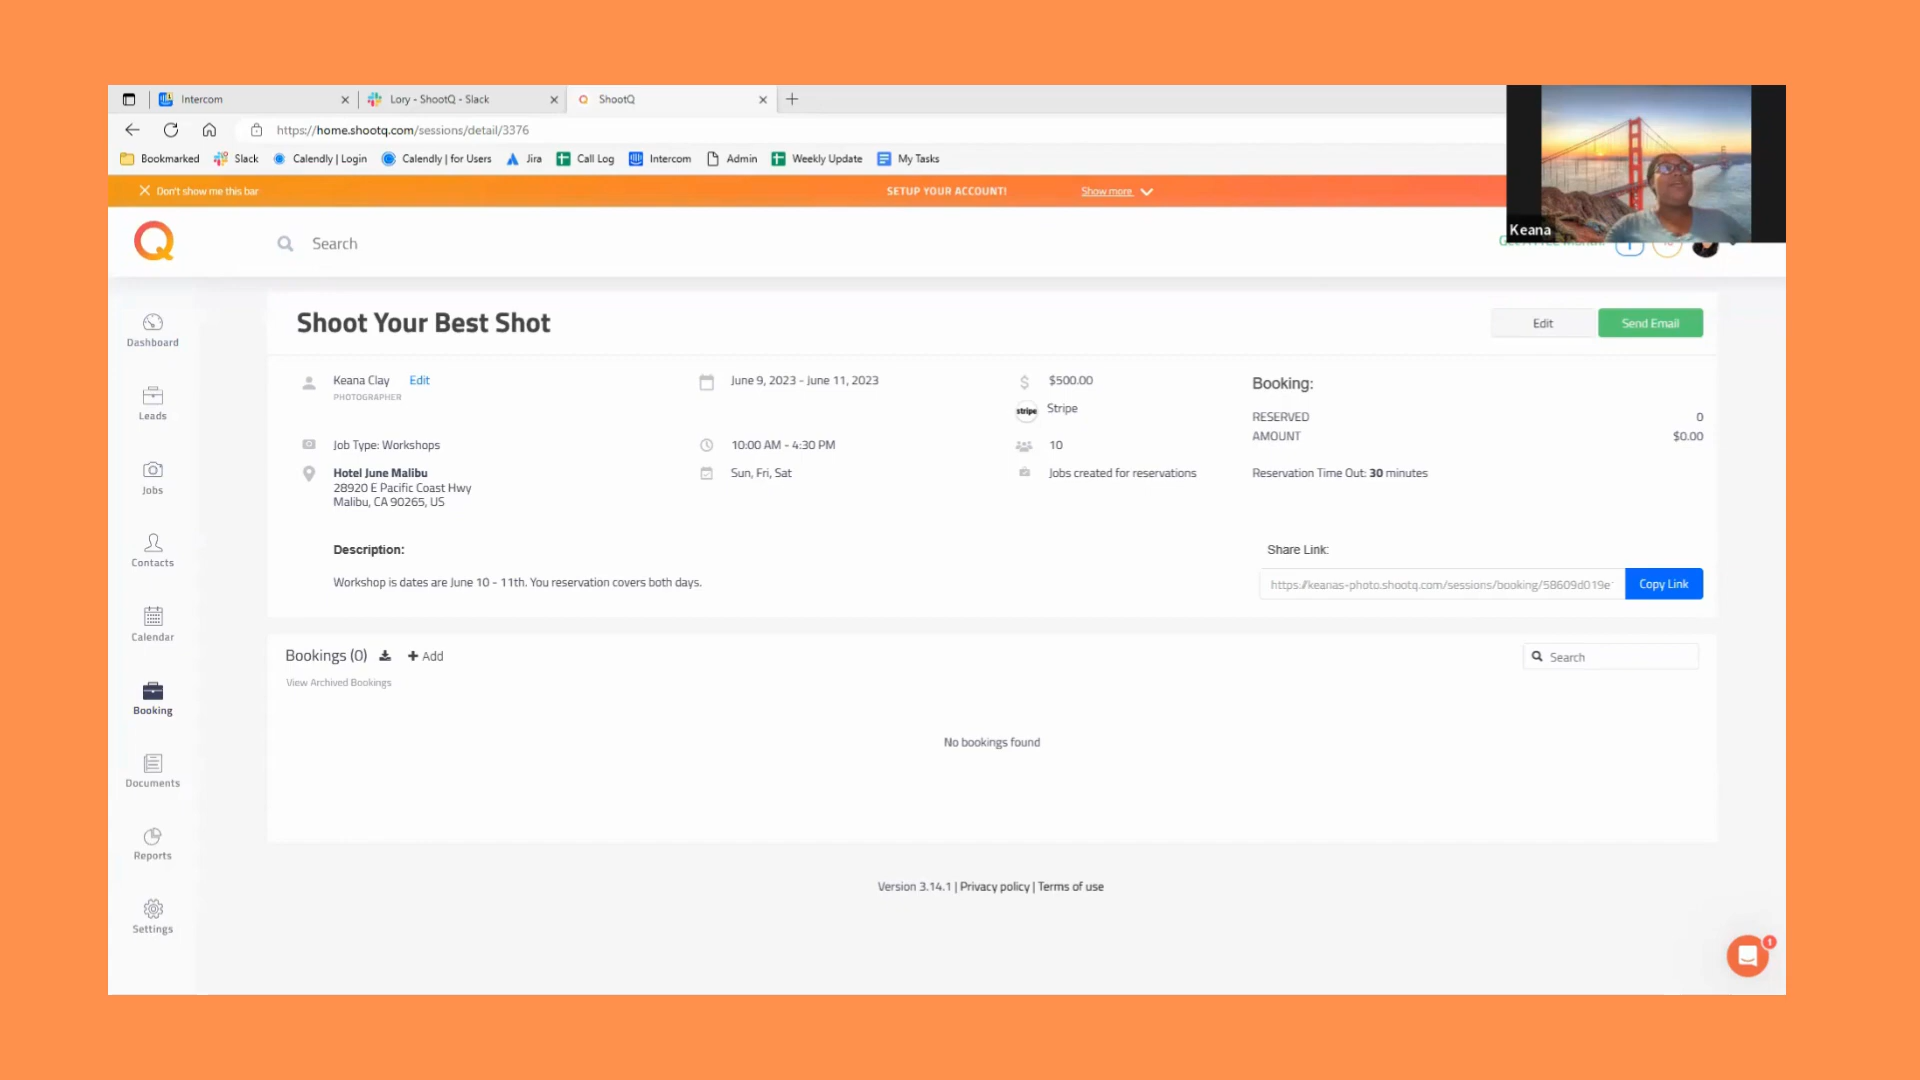 Intercom
Lory - ShootQ - Slack
ShootQ
https://home.shootq.com/sessions/detail/3376
Bookmarked
Slack
Calendly | Login
Calendly | for Users
Jira
Call Log
Intercom
Admin
Weekly Update
My Tasks
Don't show me this bar
SETUP YOUR ACCOUNT!
Show more
Keana
Search
Dashboard
Leads
Jobs
Contacts
Calendar
Booking
Documents
Reports
Settings
Shoot Your Best Shot
Edit
Send Email
Keana Clay Edit
PHOTOGRAPHER
Job Type: Workshops
Hotel June Malibu
28920 E Pacific Coast Hwy
Malibu, CA 90265, US
June 9, 2023 - June 11, 2023
10:00 AM - 4:30 PM
Sun, Fri, Sat
$500.00
stripe Stripe
10
Jobs created for reservations
Booking:
RESERVED 0
AMOUNT $0.00
Reservation Time Out: 30 minutes
Description:
Workshop is dates are June 10 - 11th. You reservation covers both days.
Share Link:
https://keanas-photo.shootq.com/sessions/booking/58609d019e
Copy Link
Bookings (0) Add
View Archived Bookings
Search
No bookings found
Version 3.14.1 | Privacy policy | Terms of use
1